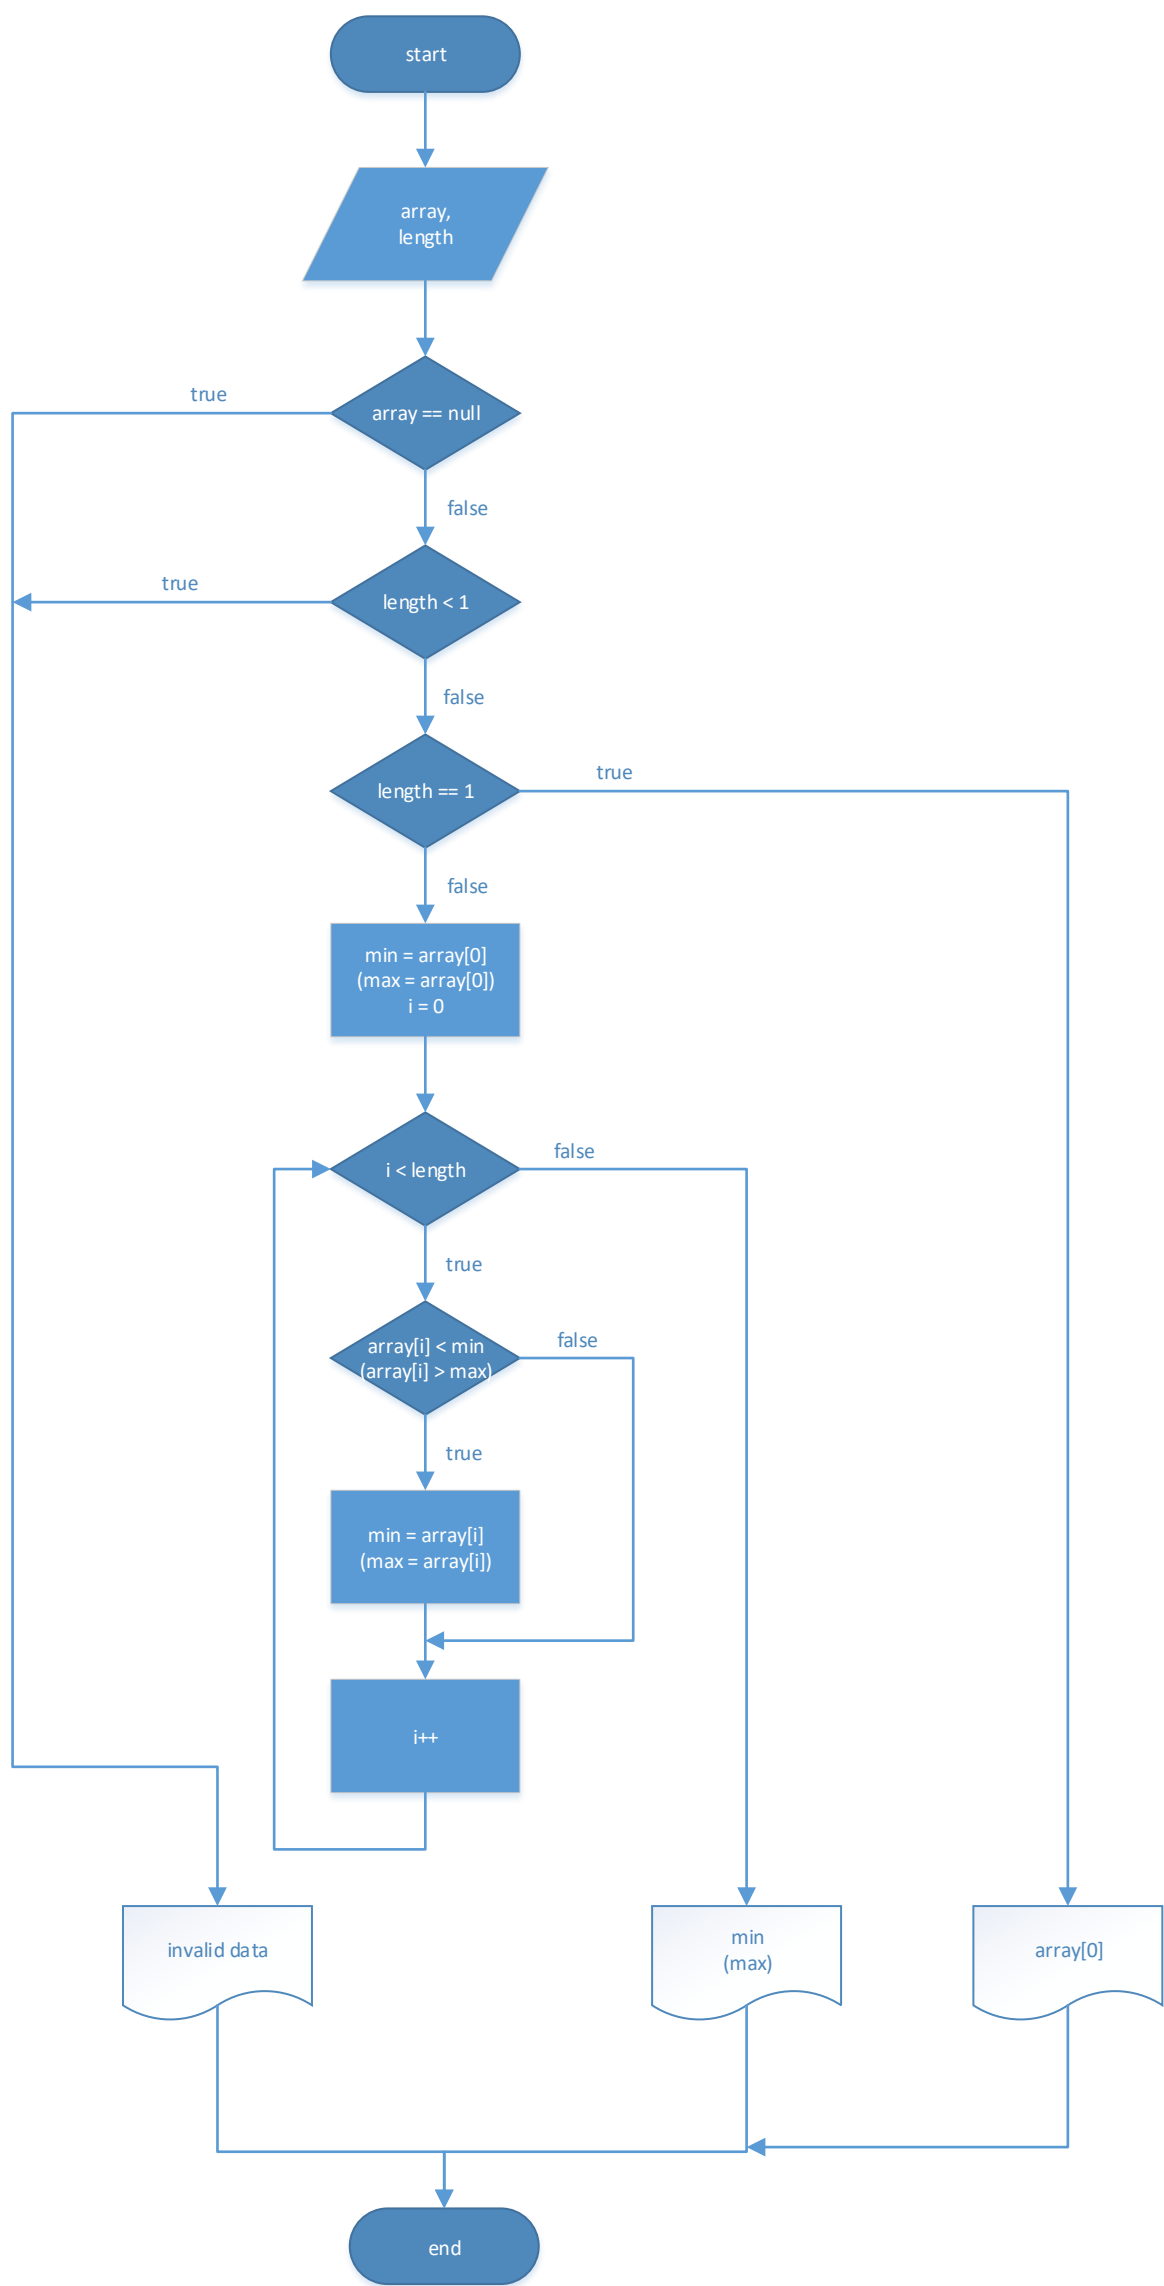 start
array,
length
array == null
true
false
length < 1
true
false
length == 1
true
false
min = array[0]
(max = array[0])
i = 0
i < length
false
true
array[i] < min
(array[i] > max)
false
true
min = array[i]
(max = array[i])
i++
invalid data
min
(max)
array[0]
end